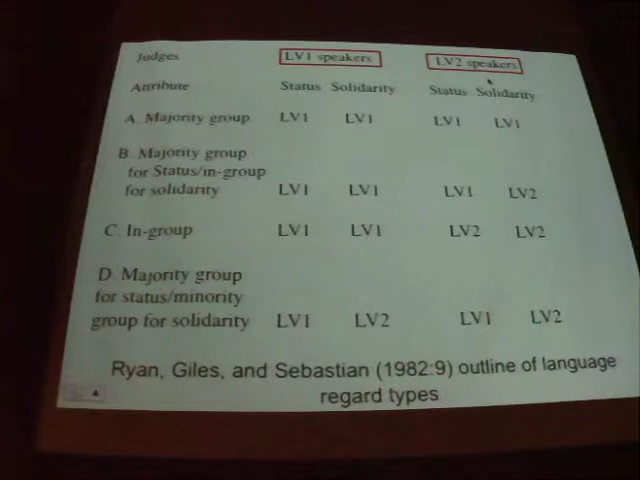 Judges LV1 speakers LV2 speakers
Attribute Status Solidarity Status Solidarity
A. Majority group LV1 LV1 LV1 LV1
B. Majority group
for Status/in-group
for solidarity LV1 LV1 LV1 LV2
C. In-group LV1 LV1 LV2 LV2
D. Majority group
for status/minority
group for solidarity LV1 LV2 LV1 LV2
Ryan, Giles, and Sebastian (1982:9) outline of language
regard types